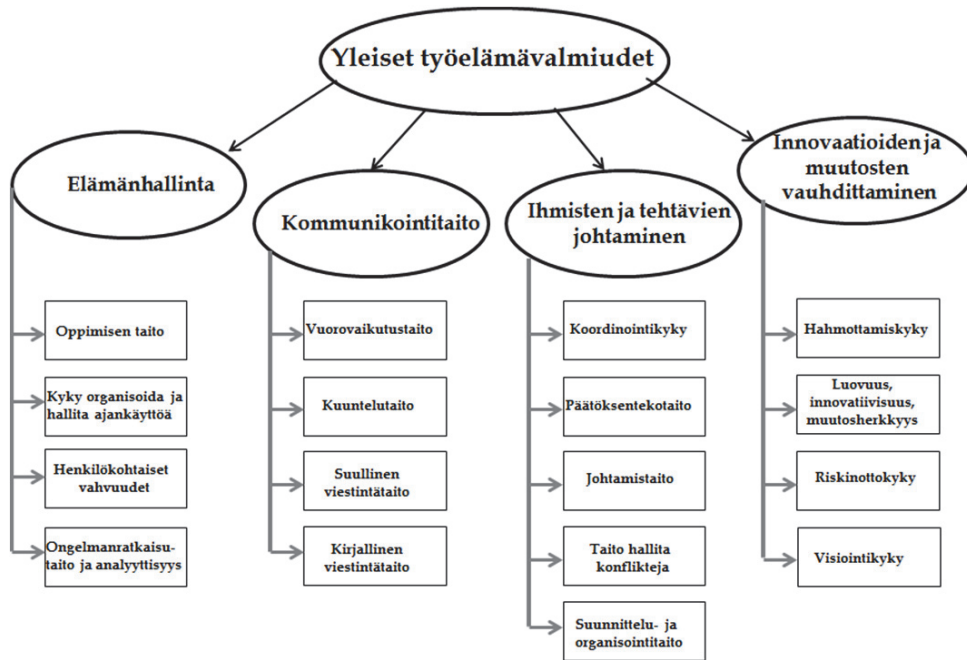 Yleiset työelämävalmiudet
Elämänhallinta
Oppimisen taito
Kyky organisoida ja
hallita ajankäyttöä
Henkilökohtaiset
vahvuudet
Ongelmanratkaisu-
taito ja analyyttisyys
Kommunikointitaito
Vuorovaikutustaito
Kuuntelutaito
Suullinen
viestintätaito
Kirjallinen
viestintätaito
Ihmisten ja tehtävien
johtaminen
Koordinointikyky
Päätöksentekotaito
Johtamistaito
Taito hallita
konflikteja
Suunnittelu- ja
organisointitaito
Innovaatioiden ja
muutosten
vauhdittaminen
Hahmottamiskyky
Luovuus,
innovatiivisuus,
muutosherkkyys
Riskinottokyky
Visiointikyky